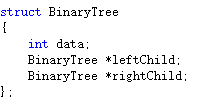 struct BinaryTree
{
    int data;
    BinaryTree *leftChild;
    BinaryTree *rightChild;
};